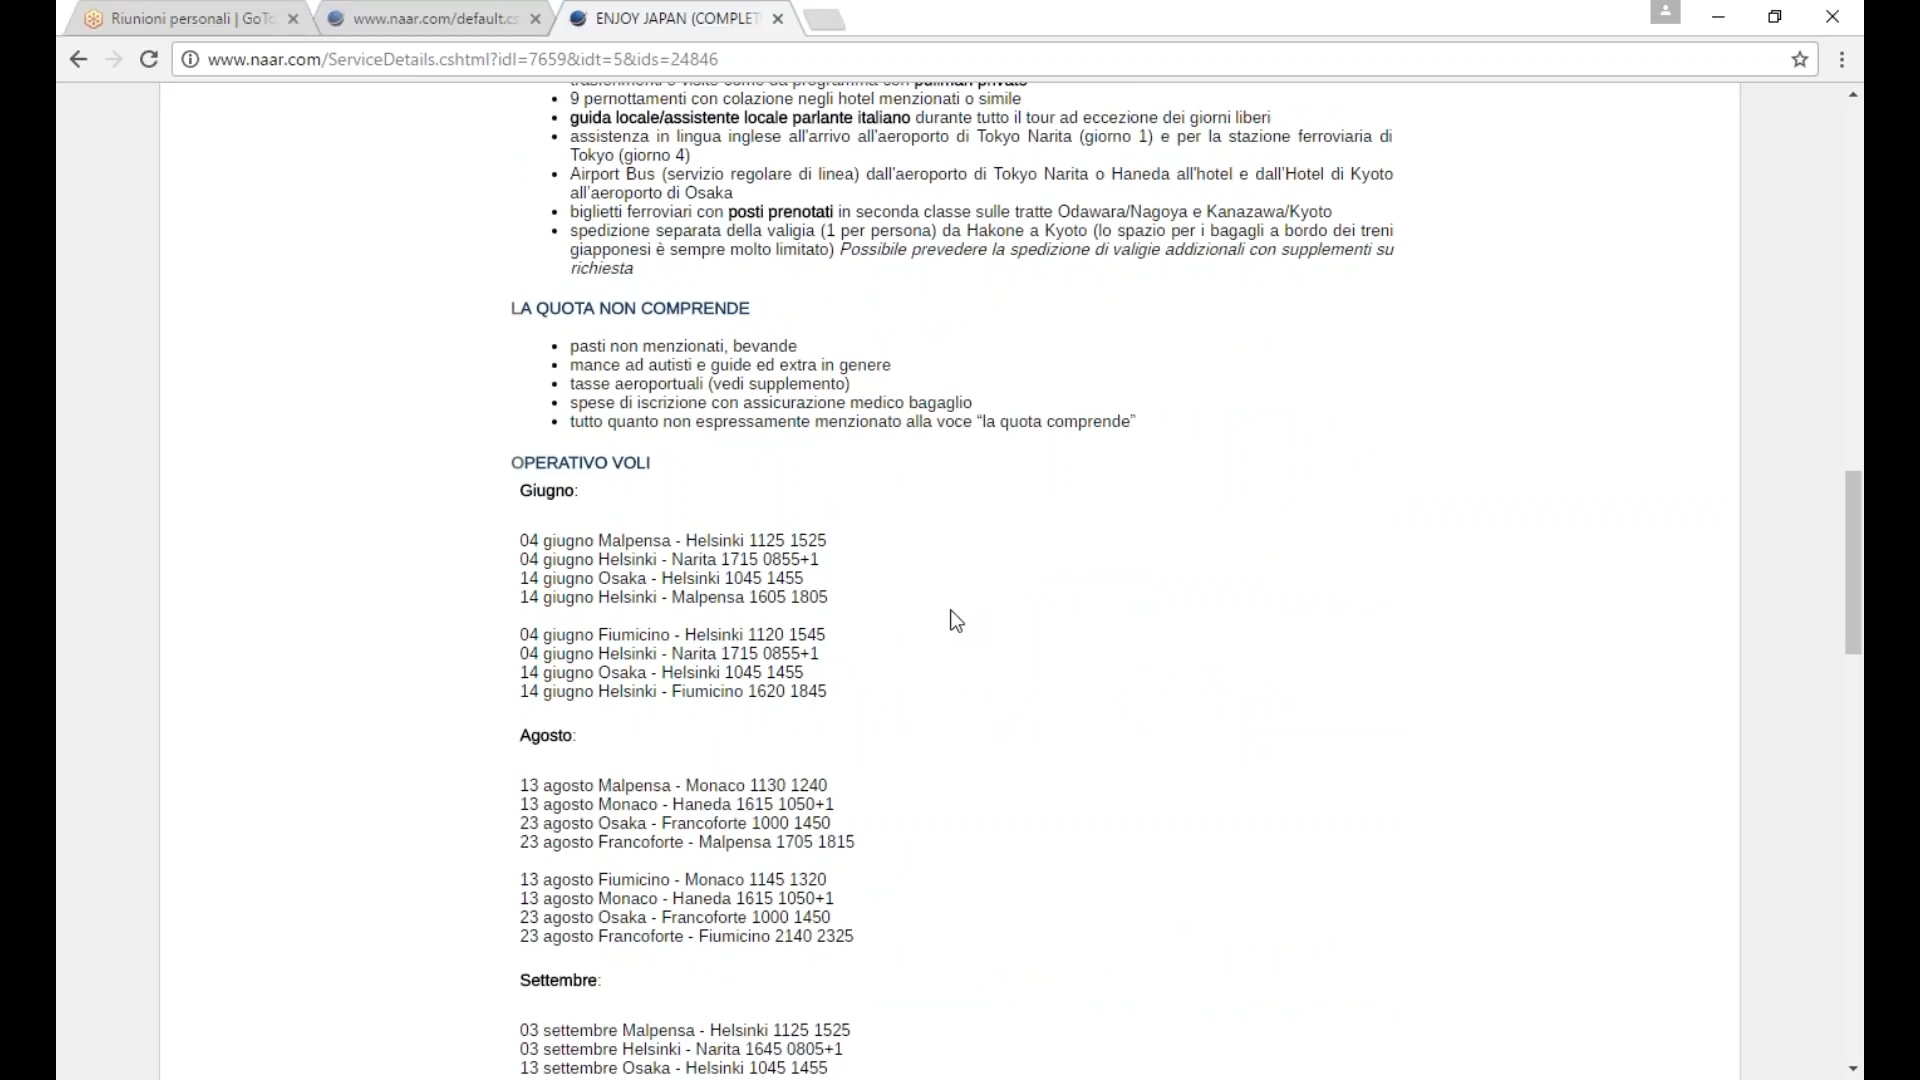 Riunioni personali | GoTo
www.naar.com/default.cs
ENJOY JAPAN (COMPLET
www.naar.com/ServiceDetails.cshtml?idl=7659&idt=5&ids=24846
trasferimenti e visite come da programma con pullman privato
• 9 pernottamenti con colazione negli hotel menzionati o simile
• guida locale/assistente locale parlante italiano durante tutto il tour ad eccezione dei giorni liberi
• assistenza in lingua inglese all'arrivo all'aeroporto di Tokyo Narita (giorno 1) e per la stazione ferroviaria di
Tokyo (giorno 4)
• Airport Bus (servizio regolare di linea) dall'aeroporto di Tokyo Narita o Haneda all'hotel e dall'Hotel di Kyoto
all'aeroporto di Osaka
• biglietti ferroviari con posti prenotati in seconda classe sulle tratte Odawara/Nagoya e Kanazawa/Kyoto
• spedizione separata della valigia (1 per persona) da Hakone a Kyoto (lo spazio per i bagagli a bordo dei treni
giapponesi è sempre molto limitato) Possibile prevedere la spedizione di valigie addizionali con supplementi su
richiesta
LA QUOTA NON COMPRENDE
• pasti non menzionati, bevande
• mance ad autisti e guide ed extra in genere
• tasse aeroportuali (vedi supplemento)
• spese di iscrizione con assicurazione medico bagaglio
• tutto quanto non espressamente menzionato alla voce “la quota comprende”
OPERATIVO VOLI
Giugno:
04 giugno Malpensa - Helsinki 1125 1525
04 giugno Helsinki - Narita 1715 0855+1
14 giugno Osaka - Helsinki 1045 1455
14 giugno Helsinki - Malpensa 1605 1805
04 giugno Fiumicino - Helsinki 1120 1545
04 giugno Helsinki - Narita 1715 0855+1
14 giugno Osaka - Helsinki 1045 1455
14 giugno Helsinki - Fiumicino 1620 1845
Agosto:
13 agosto Malpensa - Monaco 1130 1240
13 agosto Monaco - Haneda 1615 1050+1
23 agosto Osaka - Francoforte 1000 1450
23 agosto Francoforte - Malpensa 1705 1815
13 agosto Fiumicino - Monaco 1145 1320
13 agosto Monaco - Haneda 1615 1050+1
23 agosto Osaka - Francoforte 1000 1450
23 agosto Francoforte - Fiumicino 2140 2325
Settembre:
03 settembre Malpensa - Helsinki 1125 1525
03 settembre Helsinki - Narita 1645 0805+1
13 settembre Osaka - Helsinki 1045 1455